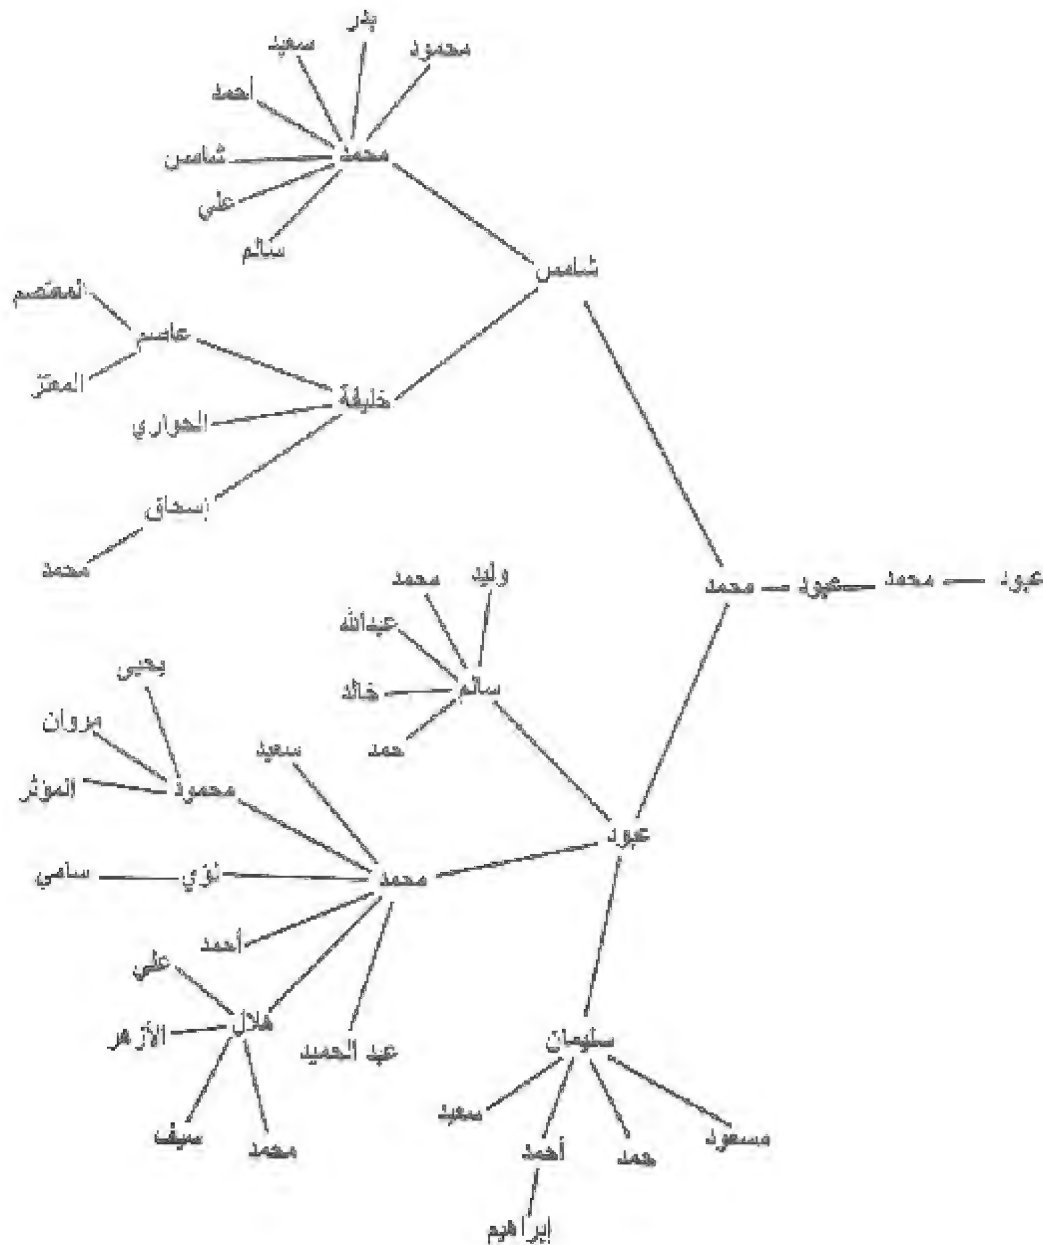 بدر
سعيد
محمود
أحمد
محمد
شامس
علي
سالم
شامس
المعتصم
عاصم
المعتز
خليفة
الحواري
إسحاق
محمد
عبود — محمد — عبود — محمد
وليد
محمد
عبدالله
سالم
خالد
حمد
يحيى
مروان
سعيد
محمود
المؤثر
عبود
محمد
لؤي
سامي
أحمد
علي
هلال
الأزهر
عبد الحميد
سيف
محمد
سليمان
سعيد
مسعود
حمد
أحمد
إبراهيم